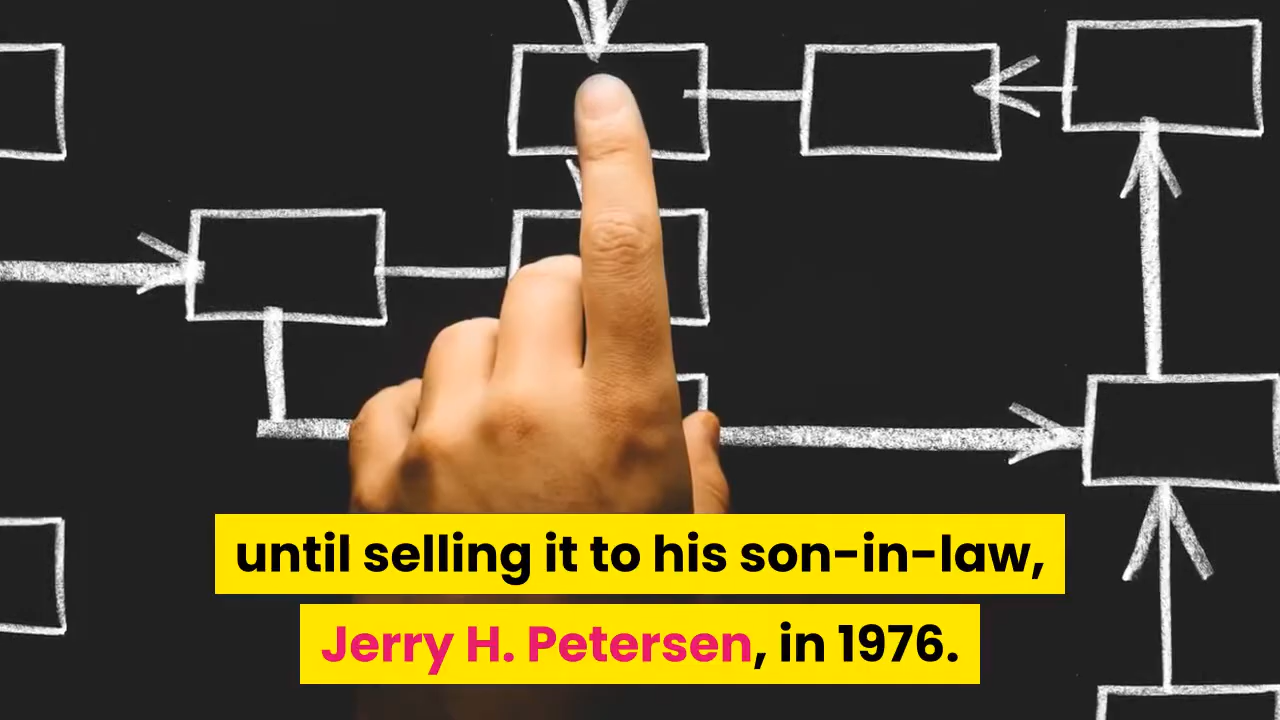 until selling it to his son-in-law,
Jerry H. Petersen, in 1976.